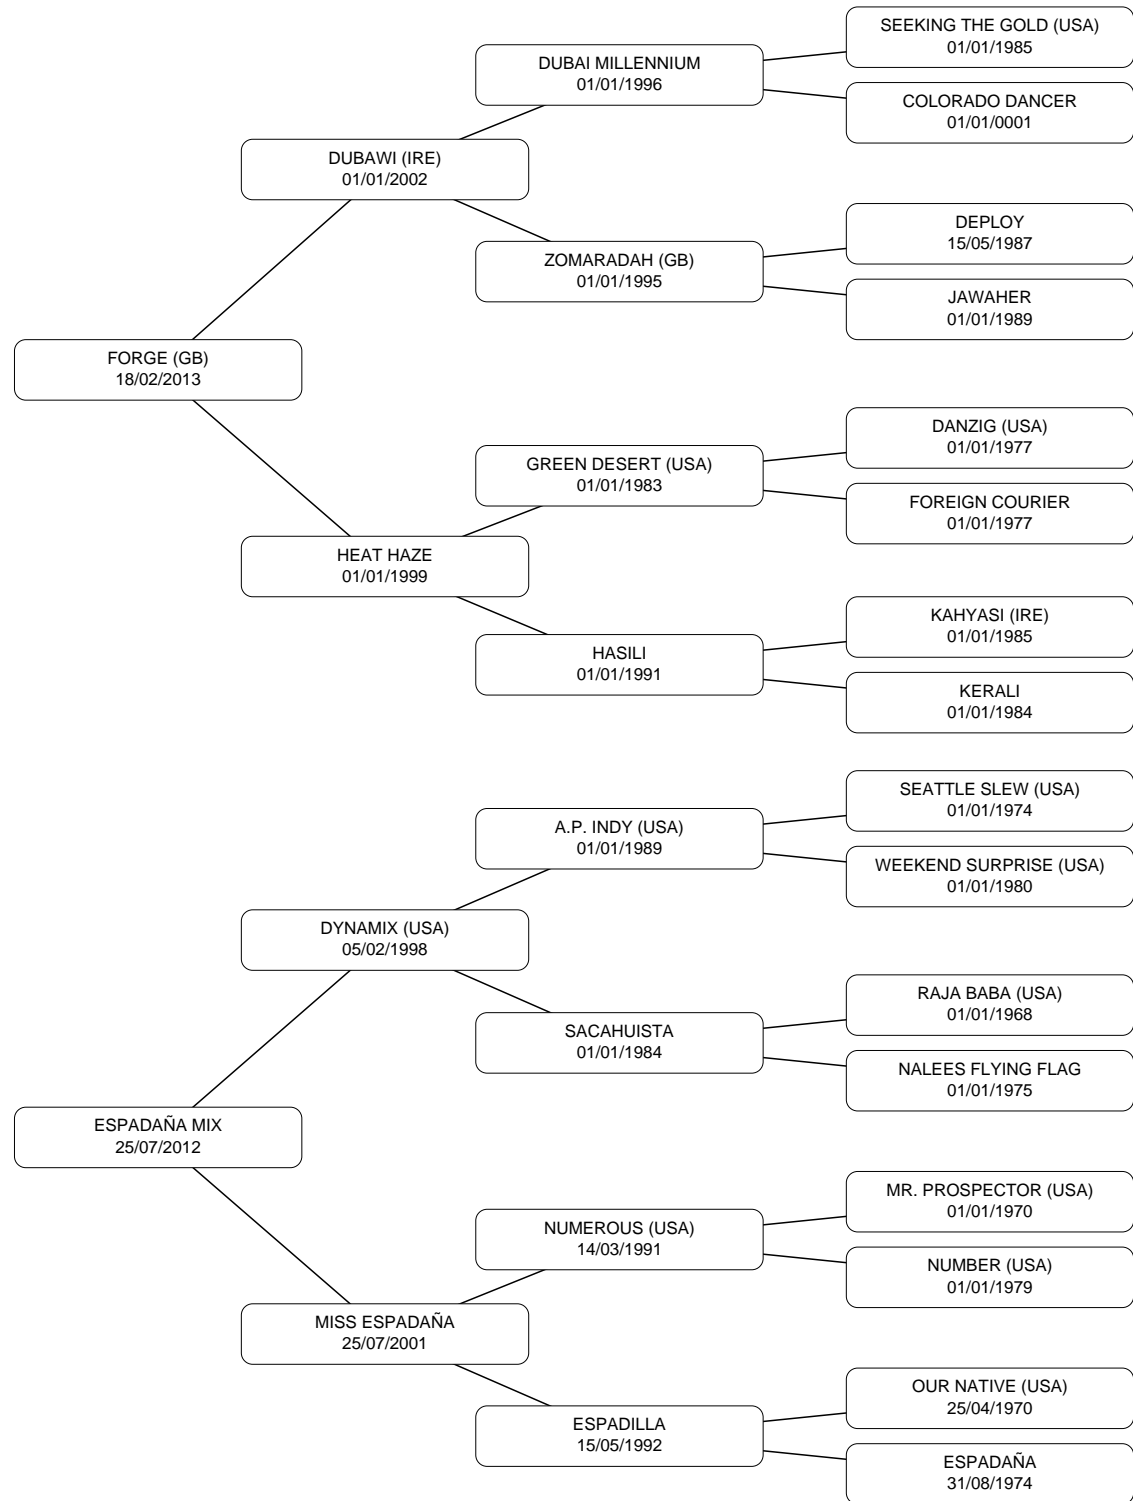 SEEKING THE GOLD (USA)
01/01/1985
DUBAI MILLENNIUM
01/01/1996
COLORADO DANCER
01/01/0001
DUBAWI (IRE)
01/01/2002
DEPLOY
15/05/1987
ZOMARADAH (GB)
01/01/1995
JAWAHER
01/01/1989
FORGE (GB)
18/02/2013
DANZIG (USA)
01/01/1977
GREEN DESERT (USA)
01/01/1983
FOREIGN COURIER
01/01/1977
HEAT HAZE
01/01/1999
KAHYASI (IRE)
01/01/1985
HASILI
01/01/1991
KERALI
01/01/1984
SEATTLE SLEW (USA)
01/01/1974
A.P. INDY (USA)
01/01/1989
WEEKEND SURPRISE (USA)
01/01/1980
DYNAMIX (USA)
05/02/1998
RAJA BABA (USA)
01/01/1968
SACAHUISTA
01/01/1984
NALEES FLYING FLAG
01/01/1975
ESPADAÑA MIX
25/07/2012
MR. PROSPECTOR (USA)
01/01/1970
NUMEROUS (USA)
14/03/1991
NUMBER (USA)
01/01/1979
MISS ESPADAÑA
25/07/2001
OUR NATIVE (USA)
25/04/1970
ESPADILLA
15/05/1992
ESPADAÑA
31/08/1974